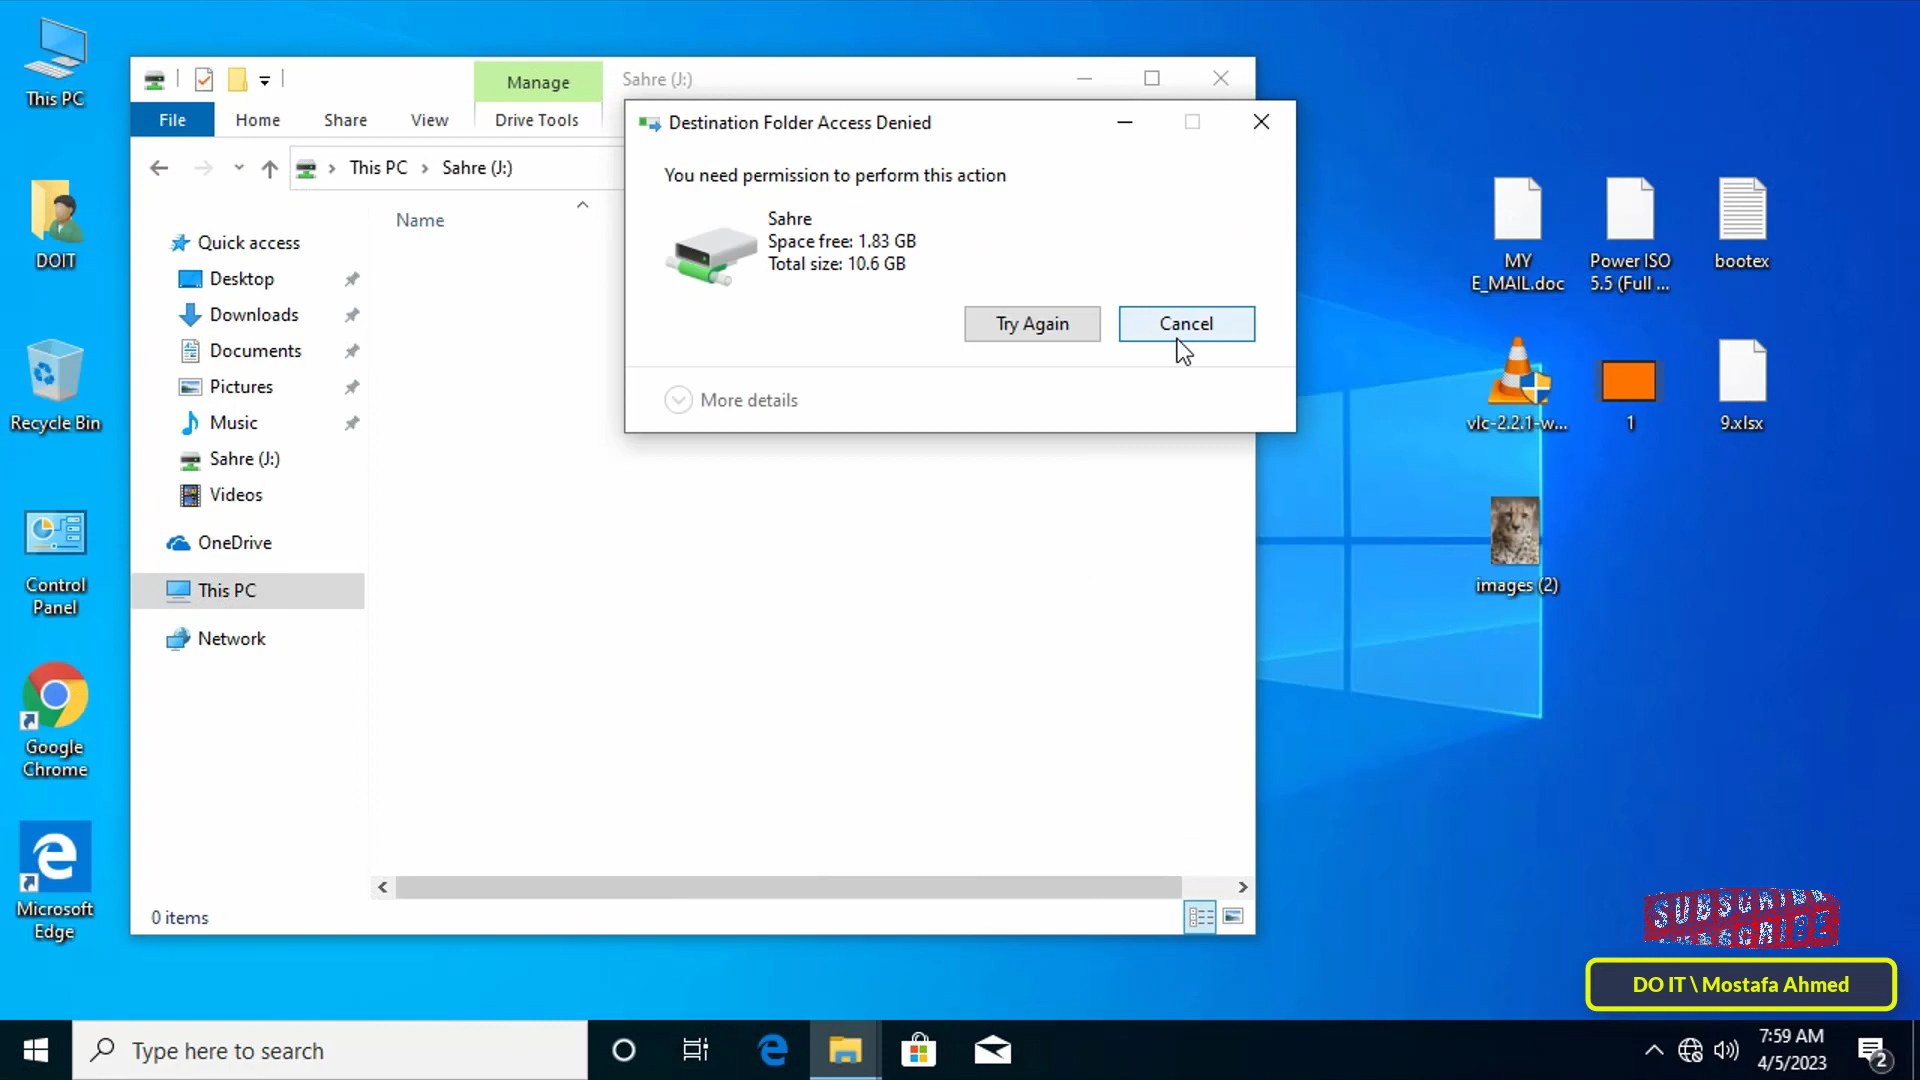 This PC
DOIT
Recycle Bin
Control
Panel
Google
Chrome
Microsoft
Edge
Manage
Sahre (J:)
File
Home
Share
View
Drive Tools
This PC
Sahre (J:)
Name
Quick access
Desktop
Downloads
Documents
Pictures
Music
Sahre (J:)
Videos
OneDrive
This PC
Network
0 items
Destination Folder Access Denied
You need permission to perform this action
Sahre
Space free: 1.83 GB
Total size: 10.6 GB
Try Again
Cancel
More details
MY
E_MAIL.doc
Power ISO
5.5 (Full ...
bootex
vlc-2.2.1-w...
1
9.xlsx
images (2)
DO IT \ Mostafa Ahmed
Type here to search
7:59 AM
4/5/2023
2